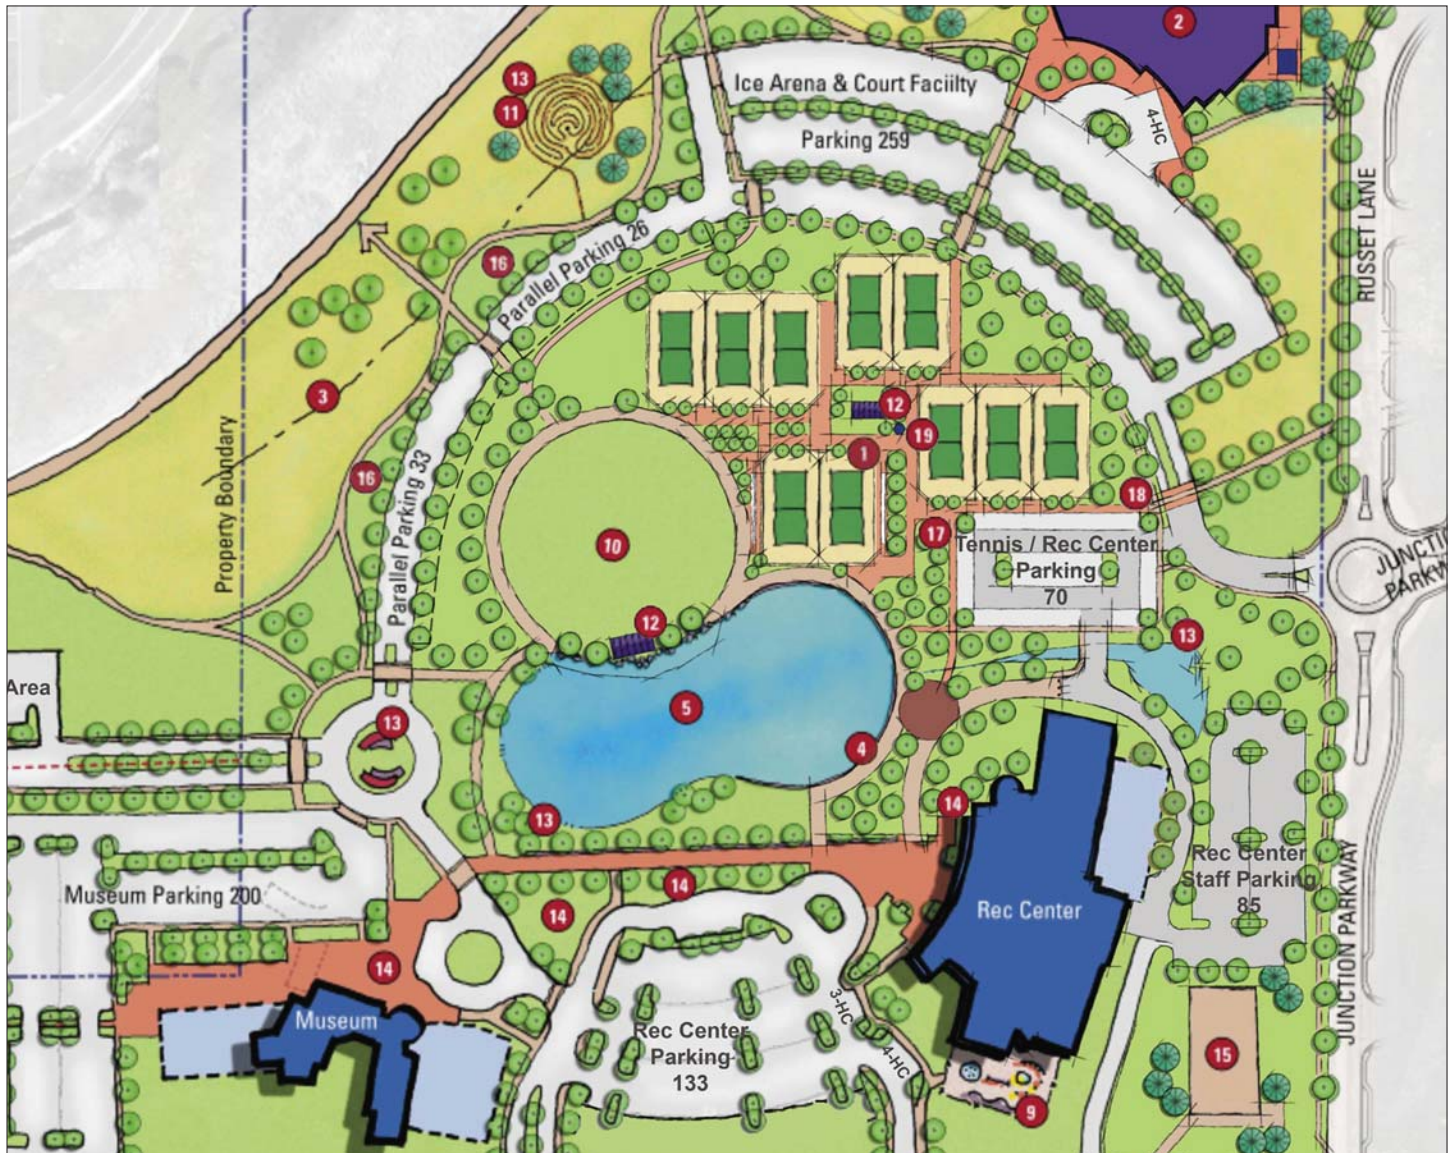 2
13
11
Ice Arena & Court Faciilty
Parking 259
4-HC
RUSSET LANE
16
Parallel Parking 26
3
12
19
1
16
Property Boundary
Parallel Parking 33
18
10
17
Tennis / Rec Center
Parking
70
JUNCTI
PARKW
12
13
Area
5
13
4
13
14
Rec Center
Staff Parking
85
JUNCTION PARKWAY
Museum Parking 200
14
14
Rec Center
14
Museum
3-HC
Rec Center
Parking
133
4-HC
15
9